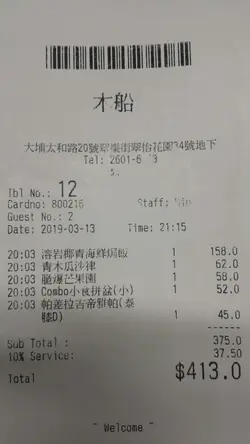 木船
大埔太和路20號翠樂街翠怡花園34號地下
Tel: 2601-6
Tbl No.: 12
Cardno: 800216 Staff:
Guest No.: 2
Date: 2019-03-13 Time: 21:15
20:03 溶岩椰青海鮮焗飯 1 158.0
20:03 青木瓜沙律 1 62.0
20:03 脆爆芒果園 1 58.0
20:03 Combo小食拼盆(小) 1 52.0
20:03 帕差拉吉帝雅帕(泰
膝D) 1 45.0
Sub Total : 375.0
10% Service: 37.50
Total $413.0
~ Welcome ~